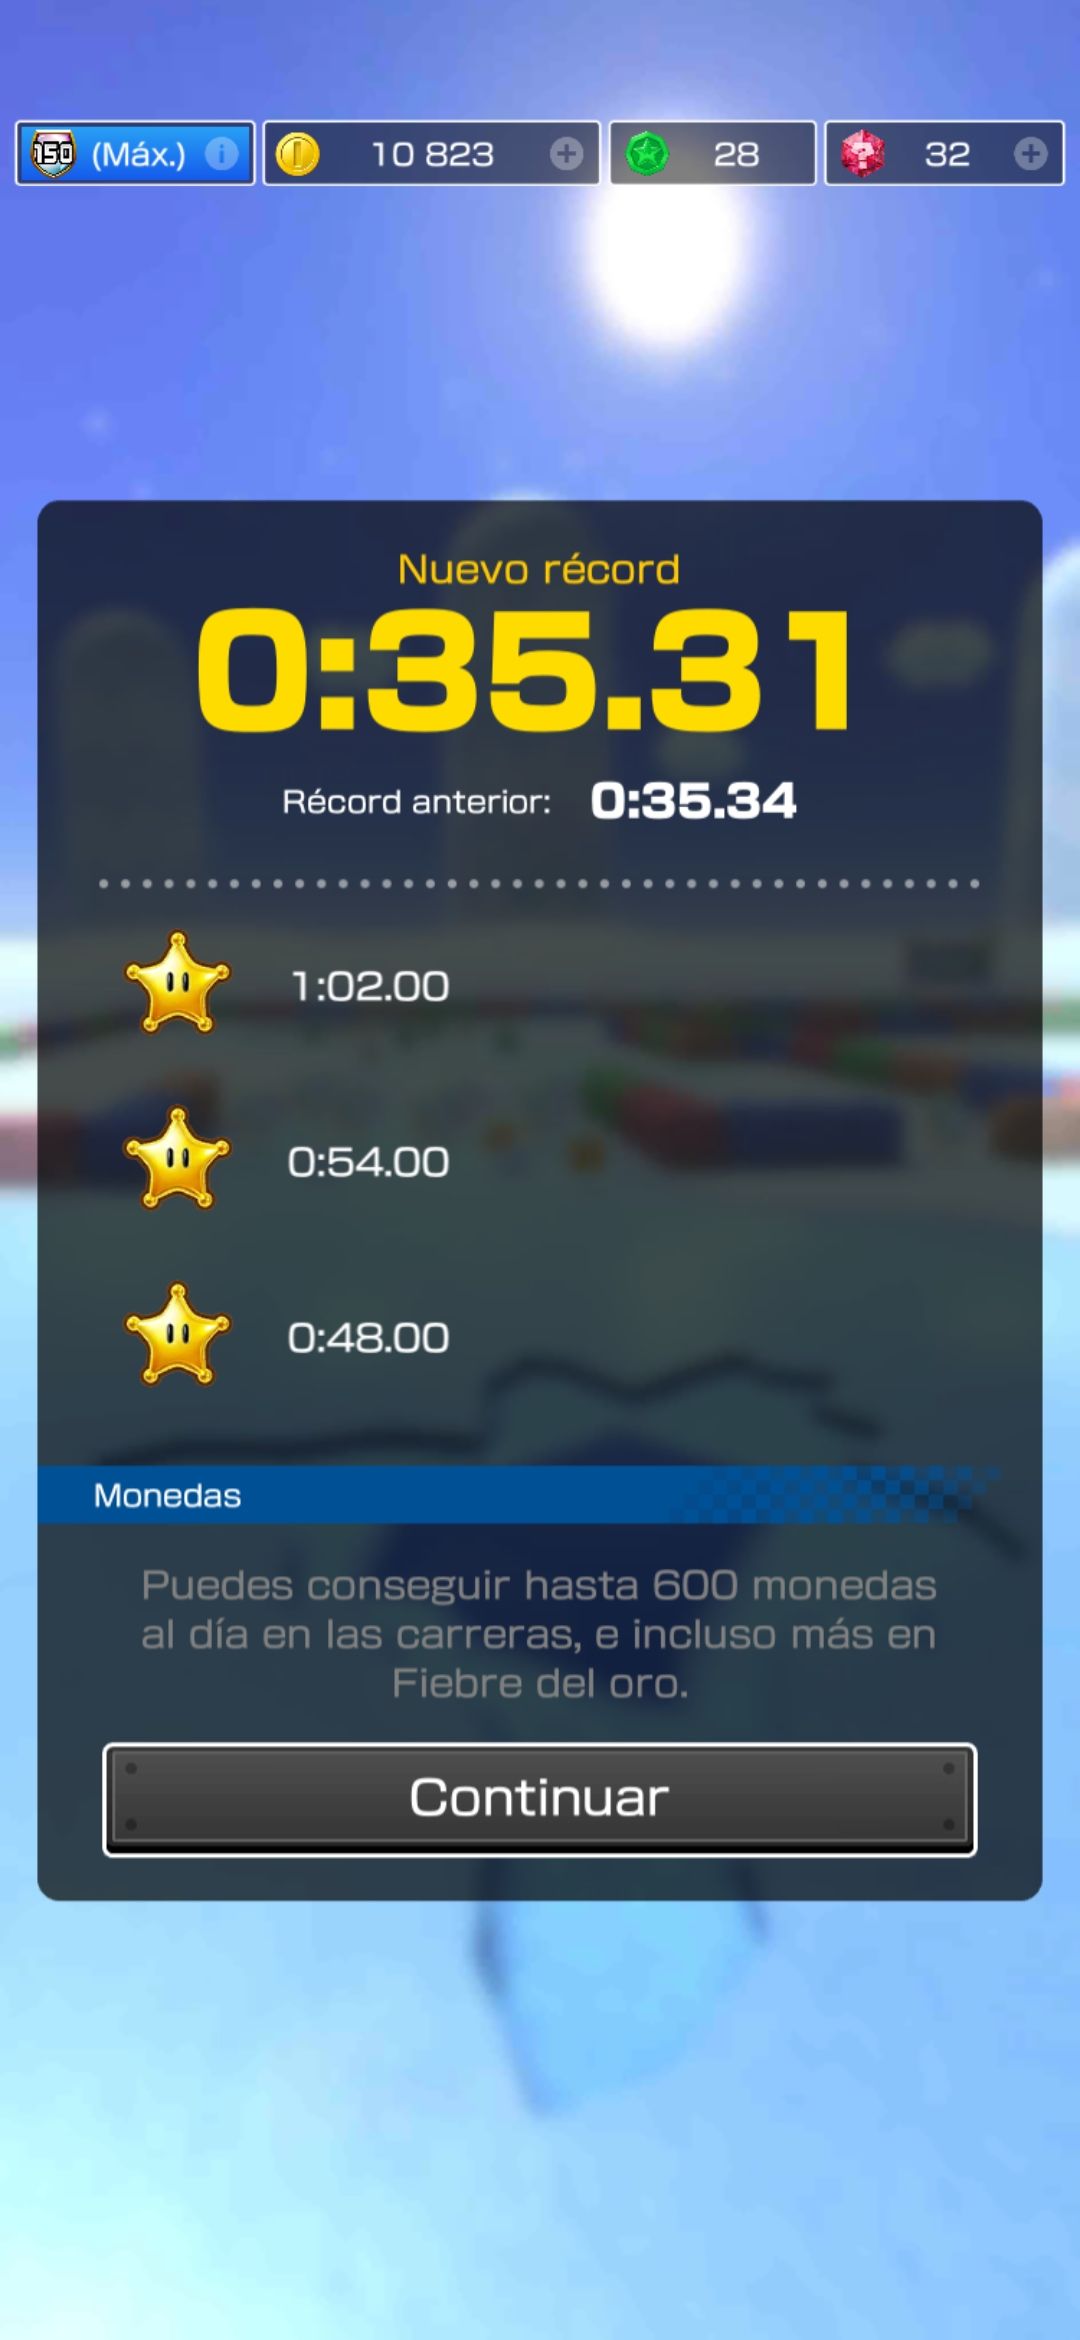 150 (Máx.) i 10 823 + 28 ? 32 +
Nuevo récord
0:35.31
Récord anterior: 0:35.34
1:02.00
0:54.00
0:48.00
Monedas
Puedes conseguir hasta 600 monedas
al día en las carreras, e incluso más en
Fiebre del oro.
Continuar